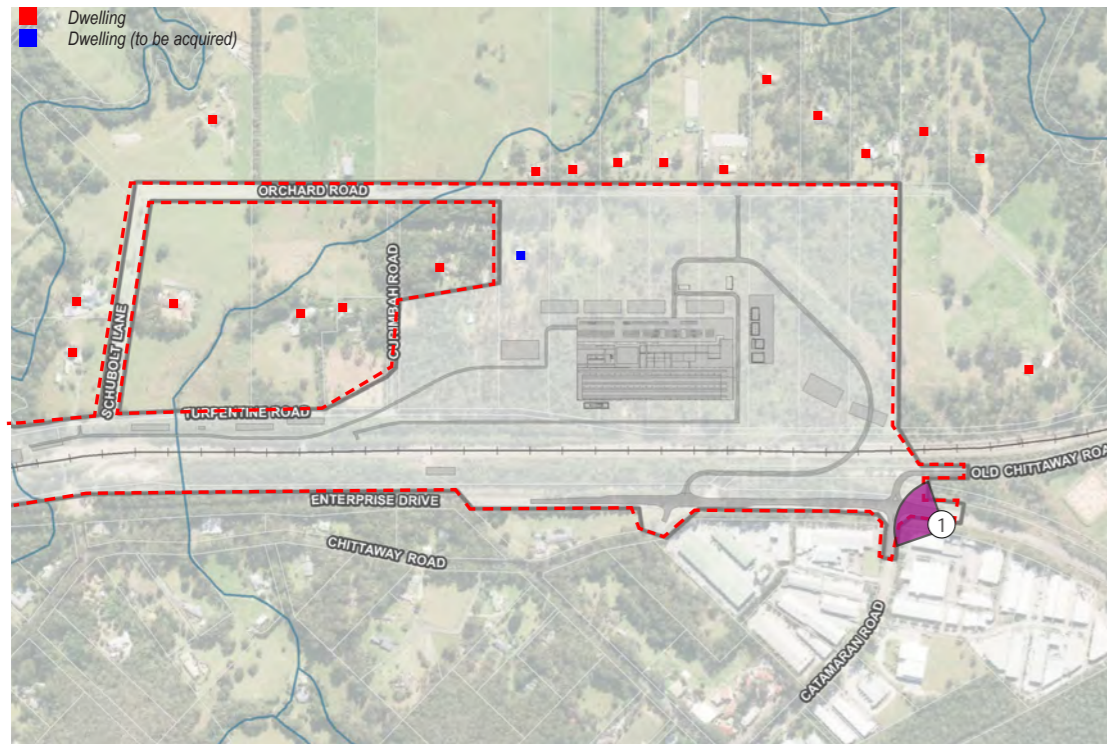 Dwelling
Dwelling (to be acquired)
ORCHARD ROAD
GURIMBAH ROAD
SCHUBOLT LANE
TURPENTINE ROAD
OLD CHITTAWAY ROAD
ENTERPRISE DRIVE
1
CHITTAWAY ROAD
CATAMARAN ROAD